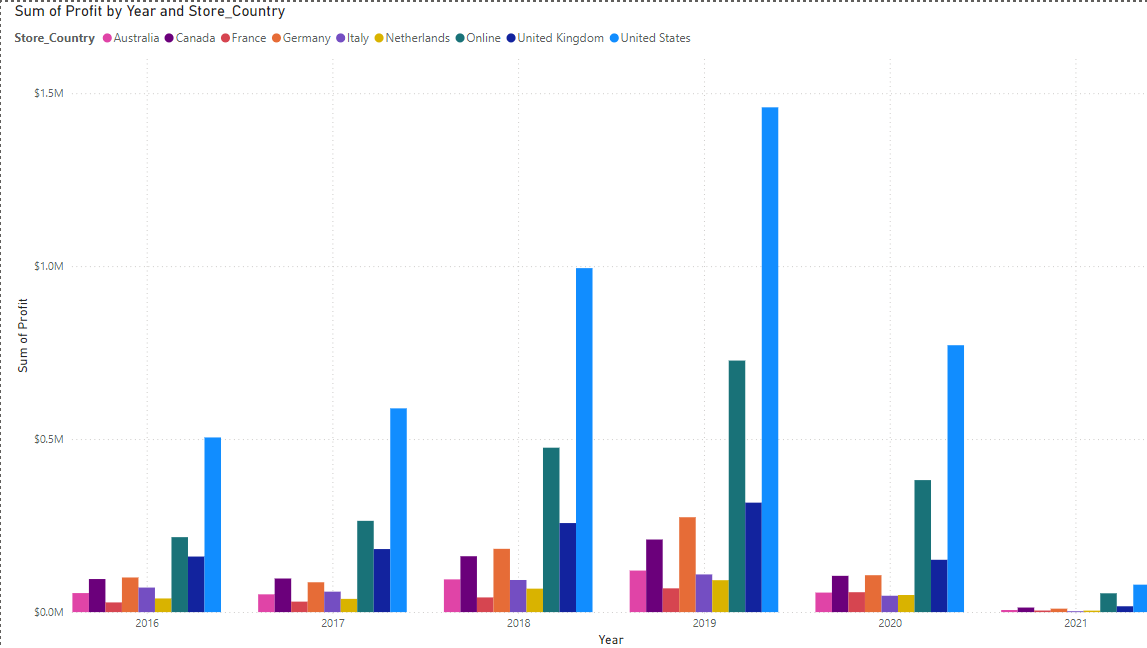 Sum of Profit by Year and Store_Country
Store_Country Australia Canada France Germany Italy Netherlands Online United Kingdom United States
$1.5M
$1.0M
$0.5M
$0.0M
Sum of Profit
2016 2017 2018 2019 2020 2021
Year